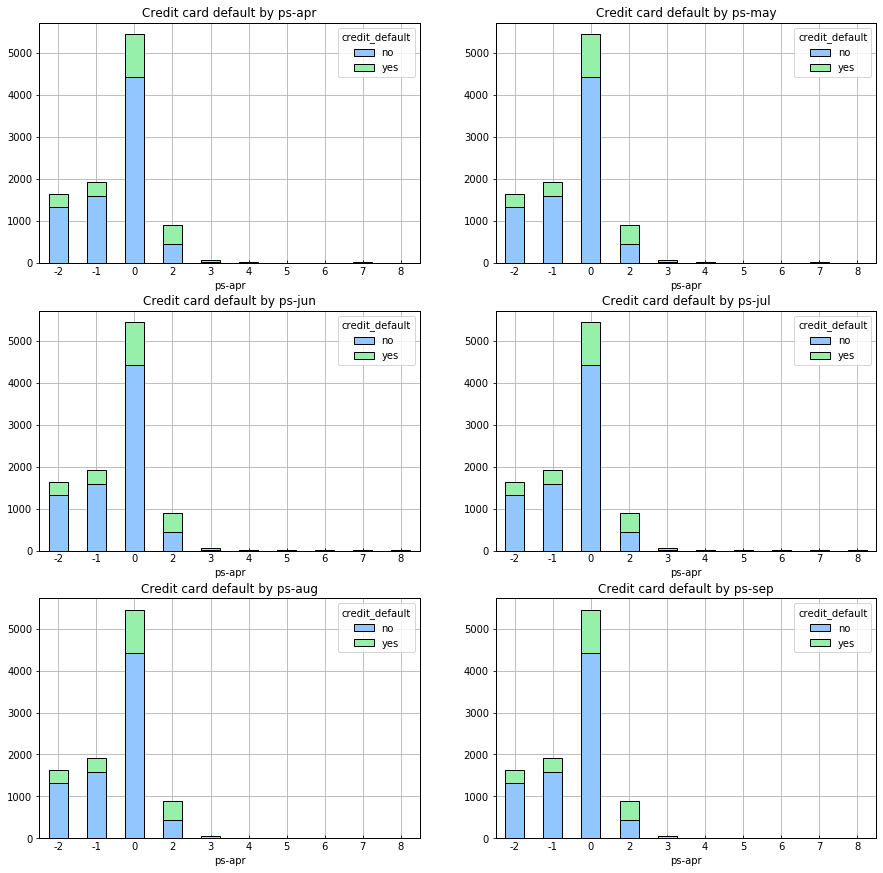 Credit card default by ps-apr
credit_default
no
yes
5000
4000
3000
2000
1000
0
-2 -1 0 2 3 4 5 6 7 8
ps-apr
Credit card default by ps-may
credit_default
no
yes
5000
4000
3000
2000
1000
0
-2 -1 0 2 3 4 5 6 7 8
ps-apr
Credit card default by ps-jun
credit_default
no
yes
5000
4000
3000
2000
1000
0
-2 -1 0 2 3 4 5 6 7 8
ps-apr
Credit card default by ps-jul
credit_default
no
yes
5000
4000
3000
2000
1000
0
-2 -1 0 2 3 4 5 6 7 8
ps-apr
Credit card default by ps-aug
credit_default
no
yes
5000
4000
3000
2000
1000
0
-2 -1 0 2 3 4 5 6 7 8
ps-apr
Credit card default by ps-sep
credit_default
no
yes
5000
4000
3000
2000
1000
0
-2 -1 0 2 3 4 5 6 7 8
ps-apr